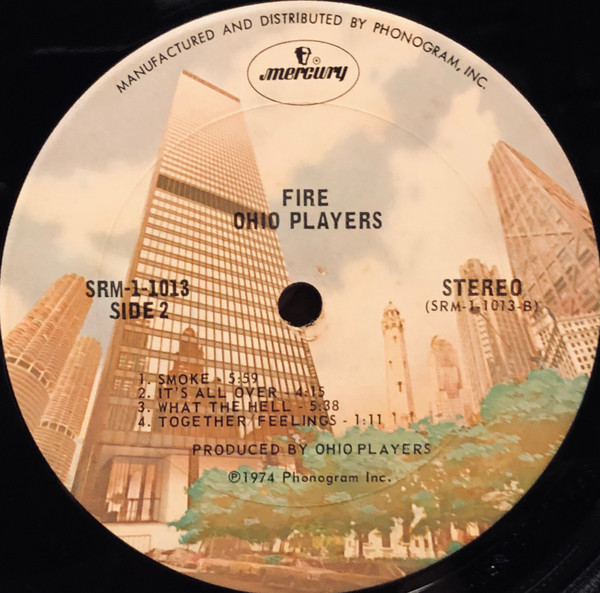 MANUFACTURED AND DISTRIBUTED BY PHONOGRAM, INC.
mercury
FIRE
OHIO PLAYERS
SRM-1-1013
SIDE 2
STEREO
(SRM-1-1013-B)
1. SMOKE - 5:59
2. IT'S ALL OVER - 4:15
3. WHAT THE HELL - 5:38
4. TOGETHER/FEELINGS - 1:11
PRODUCED BY OHIO PLAYERS
℗1974 Phonogram Inc.